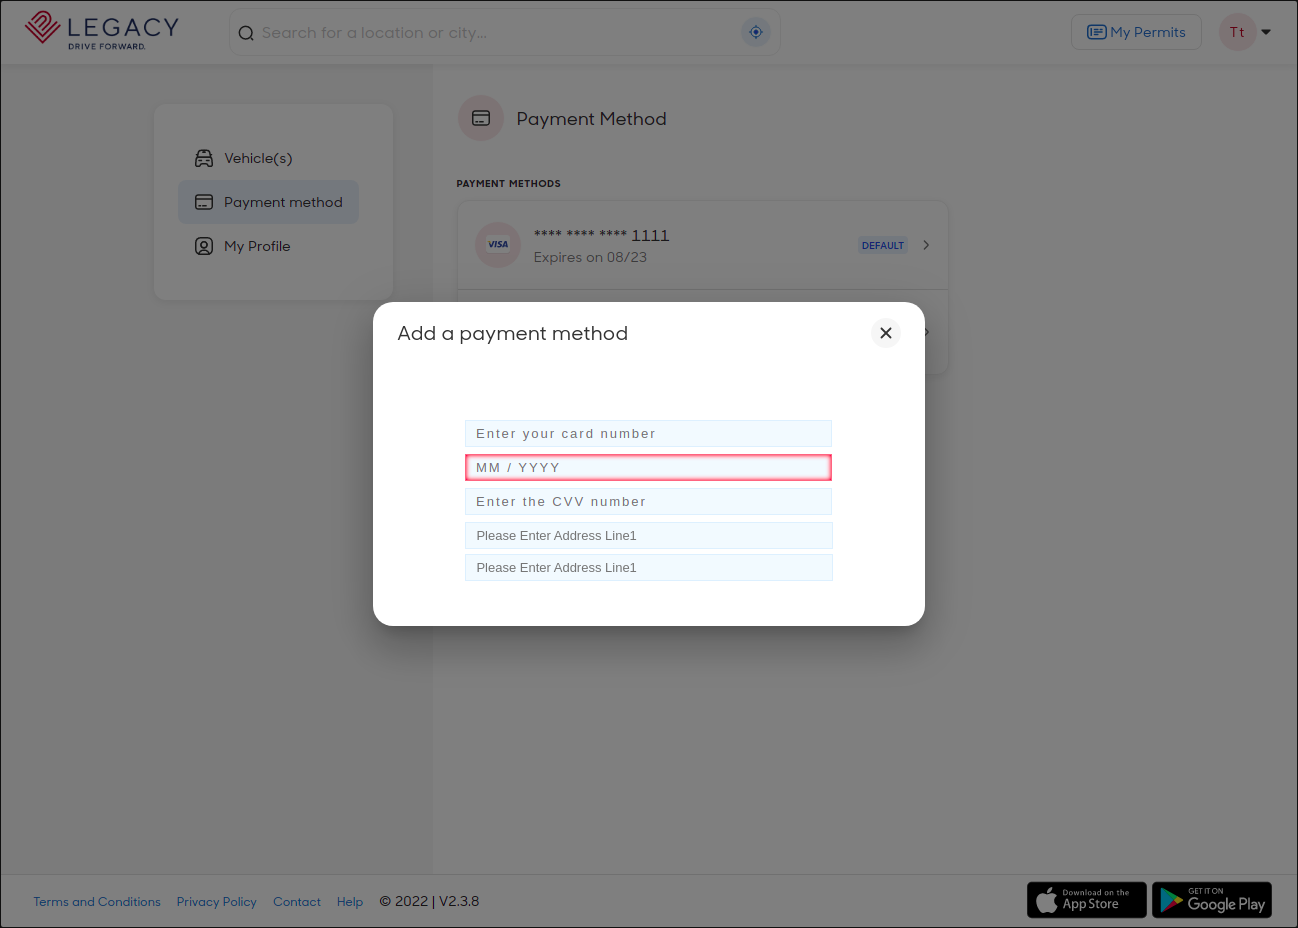 LEGACY
DRIVE FORWARD.
Search for a location or city...
My Permits
Tt
Vehicle(s)
Payment method
My Profile
Payment Method
PAYMENT METHODS
VISA
**** **** **** 1111
Expires on 08/23
DEFAULT
Add a payment method
Enter your card number
MM / YYYY
Enter the CVV number
Please Enter Address Line1
Please Enter Address Line1
Terms and Conditions
Privacy Policy
Contact
Help
© 2022 | V2.3.8
Download on the
App Store
GET IT ON
Google Play